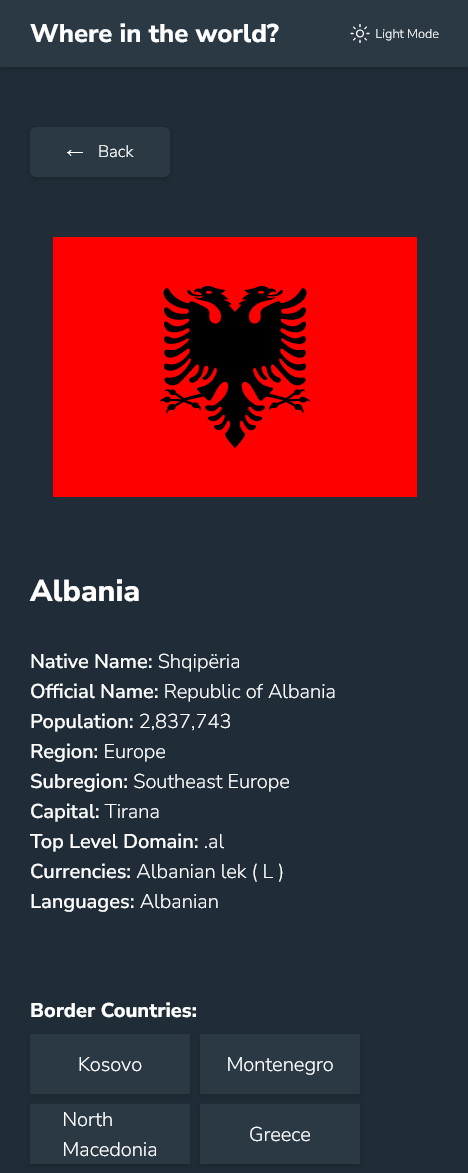 Where in the world?
Light Mode
← Back
Albania
Native Name: Shqipëria
Official Name: Republic of Albania
Population: 2,837,743
Region: Europe
Subregion: Southeast Europe
Capital: Tirana
Top Level Domain: .al
Currencies: Albanian lek ( L )
Languages: Albanian
Border Countries:
Kosovo
Montenegro
North
Macedonia
Greece